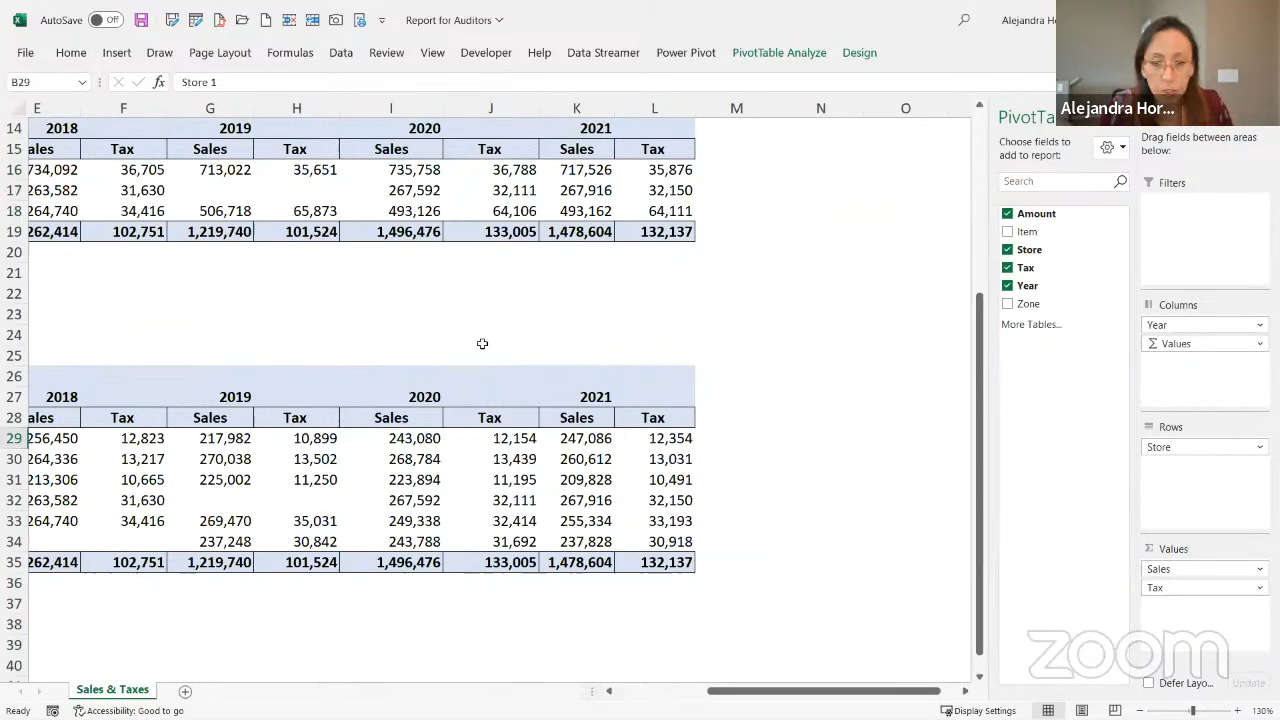 AutoSave Off Report for Auditors Alejandra Ho
File Home Insert Draw Page Layout Formulas Data Review View Developer Help Data Streamer Power Pivot PivotTable Analyze Design
B29 fx Store 1
Alejandra Hor...
E F G H I J K L M N O
14 2018 2019 2020 2021
15 ales Tax Sales Tax Sales Tax Sales Tax
16 734,092 36,705 713,022 35,651 735,758 36,788 717,526 35,876
17 263,582 31,630 267,592 32,111 267,916 32,150
18 264,740 34,416 506,718 65,873 493,126 64,106 493,162 64,111
19 262,414 102,751 1,219,740 101,524 1,496,476 133,005 1,478,604 132,137
20
21
22
23
24
25
26
27 2018 2019 2020 2021
28 ales Tax Sales Tax Sales Tax Sales Tax
29 256,450 12,823 217,982 10,899 243,080 12,154 247,086 12,354
30 264,336 13,217 270,038 13,502 268,784 13,439 260,612 13,031
31 213,306 10,665 225,002 11,250 223,894 11,195 209,828 10,491
32 263,582 31,630 267,592 32,111 267,916 32,150
33 264,740 34,416 269,470 35,031 249,338 32,414 255,334 33,193
34 237,248 30,842 243,788 31,692 237,828 30,918
35 262,414 102,751 1,219,740 101,524 1,496,476 133,005 1,478,604 132,137
36
37
38
39
40
PivotTa
Choose fields to
add to report:
Search
Amount
Item
Store
Tax
Year
Zone
More Tables...
Drag fields between areas
below:
Filters
Columns
Year
Σ Values
Rows
Store
Σ Values
Sales
Tax
zoom
Defer Layo... Update
Sales & Taxes
Ready Accessibility: Good to go Display Settings 130%